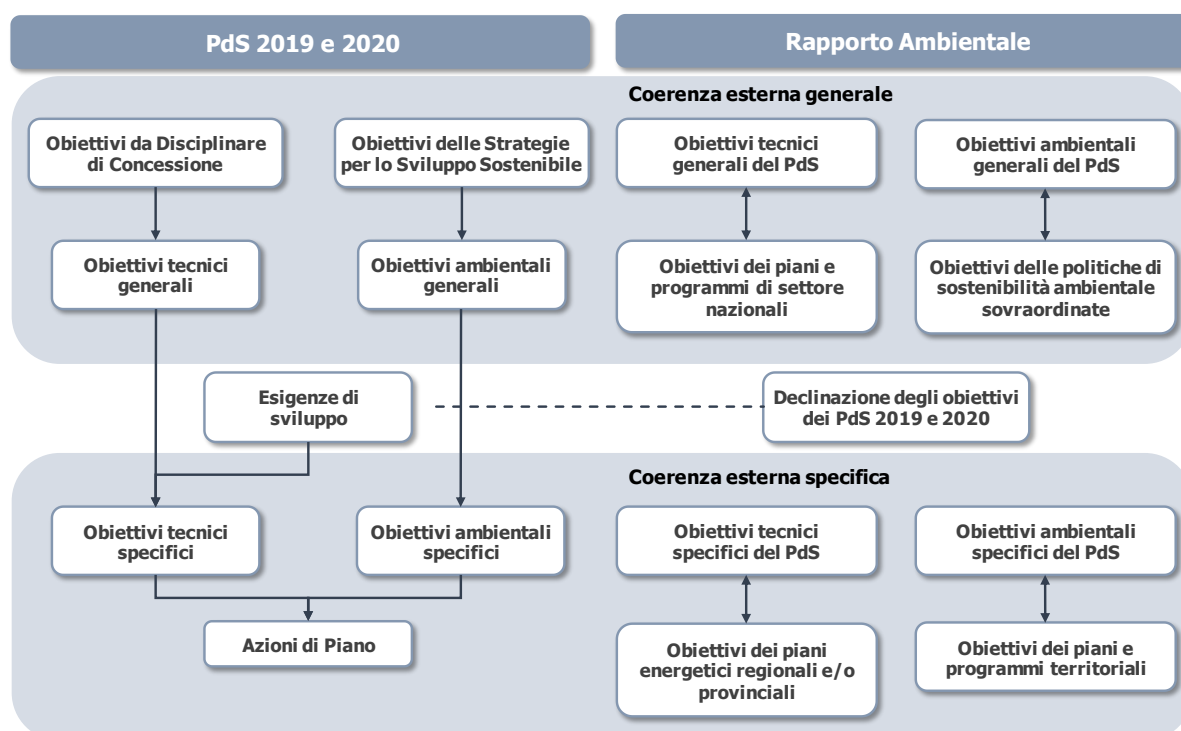 PdS 2019 e 2020
Rapporto Ambientale
Coerenza esterna generale
Obiettivi da Disciplinare
di Concessione
Obiettivi delle Strategie
per lo Sviluppo Sostenibile
Obiettivi tecnici
generali del PdS
Obiettivi ambientali
generali del PdS
Obiettivi tecnici
generali
Obiettivi ambientali
generali
Obiettivi dei piani e
programmi di settore
nazionali
Obiettivi delle politiche di
sostenibilità ambientale
sovraordinate
Esigenze di
sviluppo
Declinazione degli obiettivi
dei PdS 2019 e 2020
Coerenza esterna specifica
Obiettivi tecnici
specifici
Obiettivi ambientali
specifici
Obiettivi tecnici
specifici del PdS
Obiettivi ambientali
specifici del PdS
Azioni di Piano
Obiettivi dei piani
energetici regionali e/o
provinciali
Obiettivi dei piani e
programmi territoriali